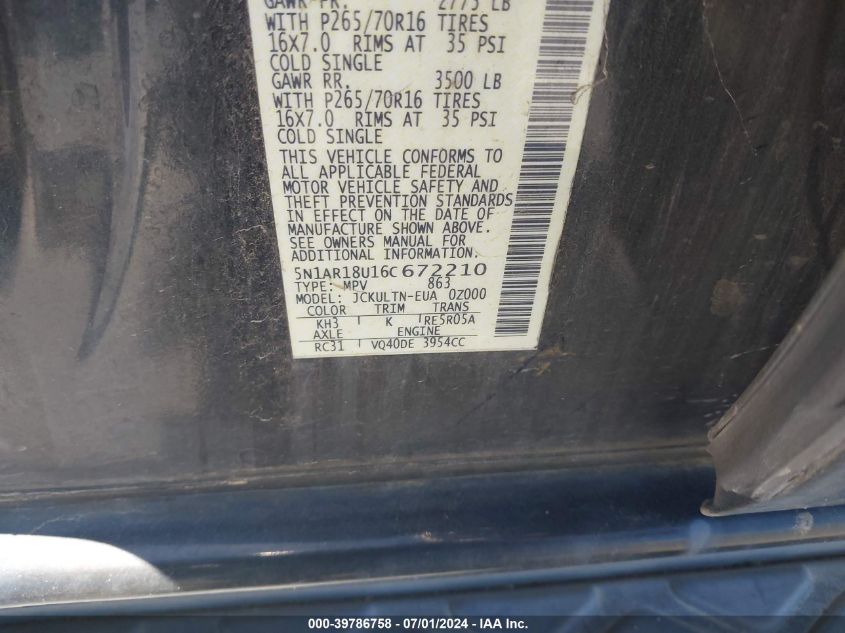 GAWR FR. 2775 LB
WITH P265/70R16 TIRES
16X7.0 RIMS AT 35 PSI
COLD SINGLE
GAWR RR. 3500 LB
WITH P265/70R16 TIRES
16X7.0 RIMS AT 35 PSI
COLD SINGLE
THIS VEHICLE CONFORMS TO
ALL APPLICABLE FEDERAL
MOTOR VEHICLE SAFETY AND
THEFT PREVENTION STANDARDS
IN EFFECT ON THE DATE OF
MANUFACTURE SHOWN ABOVE.
SEE OWNERS MANUAL FOR
ADDITIONAL INFORMATION.
5N1AR18U16C672210
TYPE: MPV 863
MODEL: JCKULTN-EUA 0Z000
COLOR TRIM TRANS
KH3 K RE5R05A
AXLE ENGINE
RC31 VQ40DE 3954CC
000-39786758 | 07/01/2024 - IAA Inc.